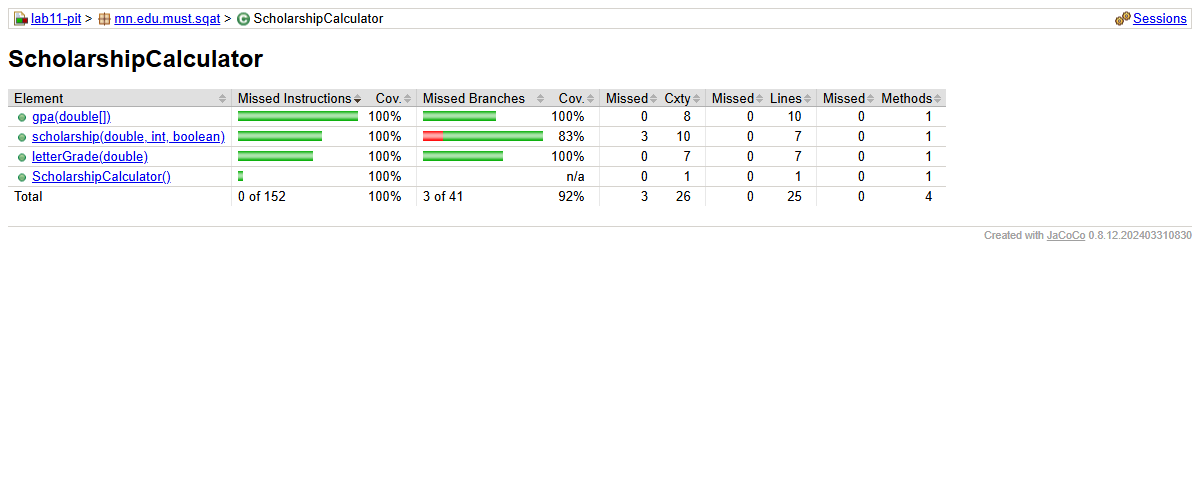 lab11-pit > mn.edu.must.sqat > ScholarshipCalculator Sessions
ScholarshipCalculator
Element Missed Instructions Cov. Missed Branches Cov. Missed Cxty Missed Lines Missed Methods
gpa(double[]) 100% 100% 0 8 0 10 0 1
scholarship(double, int, boolean) 100% 83% 3 10 0 7 0 1
letterGrade(double) 100% 100% 0 7 0 7 0 1
ScholarshipCalculator() 100% n/a 0 1 0 1 0 1
Total 0 of 152 100% 3 of 41 92% 3 26 0 25 0 4
Created with JaCoCo 0.8.12.202403310830